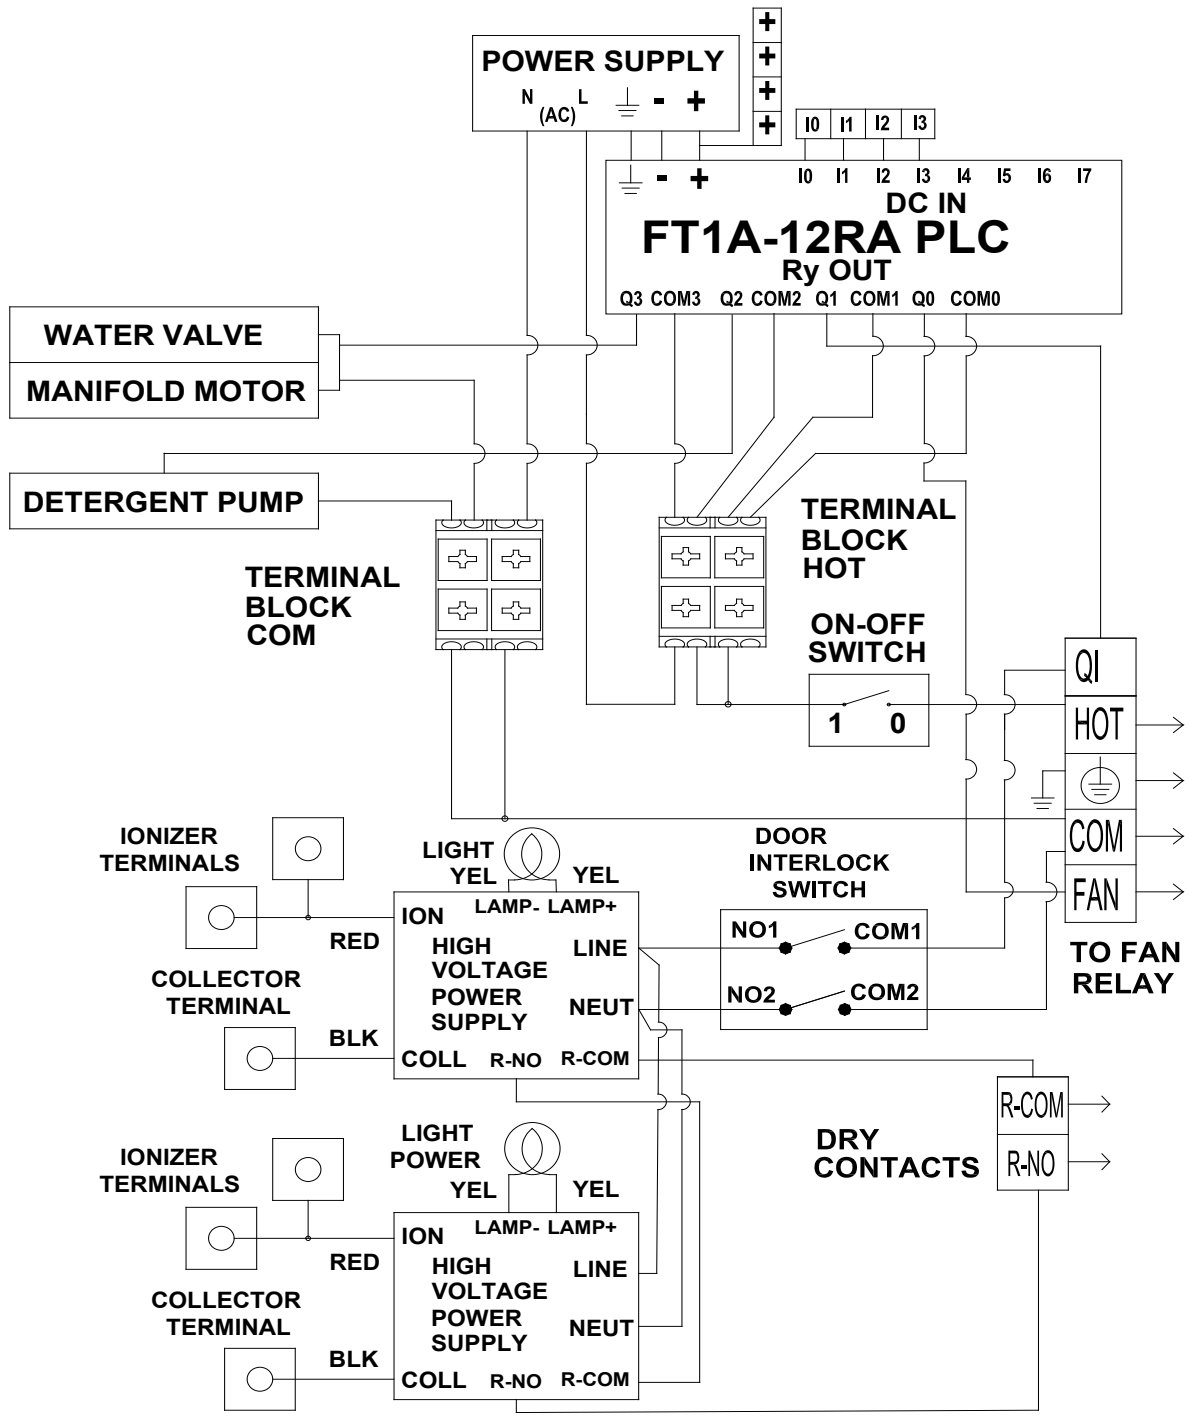 +
+
+
+
POWER SUPPLY
N L - +
(AC)
I0 I1 I2 I3
- + I0 I1 I2 I3 I4 I5 I6 I7
DC IN
FT1A-12RA PLC
Ry OUT
Q3 COM3 Q2 COM2 Q1 COM1 Q0 COM0
WATER VALVE
MANIFOLD MOTOR
DETERGENT PUMP
TERMINAL
BLOCK
COM
TERMINAL
BLOCK
HOT
ON-OFF
SWITCH
1 0
QI
HOT
COM
FAN
TO FAN
RELAY
IONIZER
TERMINALS
LIGHT
YEL YEL
LAMP- LAMP+
ION
RED
HIGH
VOLTAGE
POWER
SUPPLY
LINE
NEUT
COLLECTOR
TERMINAL
BLK
COLL R-NO R-COM
DOOR
INTERLOCK
SWITCH
NO1 COM1
NO2 COM2
R-COM
R-NO
DRY
CONTACTS
IONIZER
TERMINALS
LIGHT
POWER
YEL YEL
LAMP- LAMP+
ION
RED
HIGH
VOLTAGE
POWER
SUPPLY
LINE
NEUT
COLLECTOR
TERMINAL
BLK
COLL R-NO R-COM